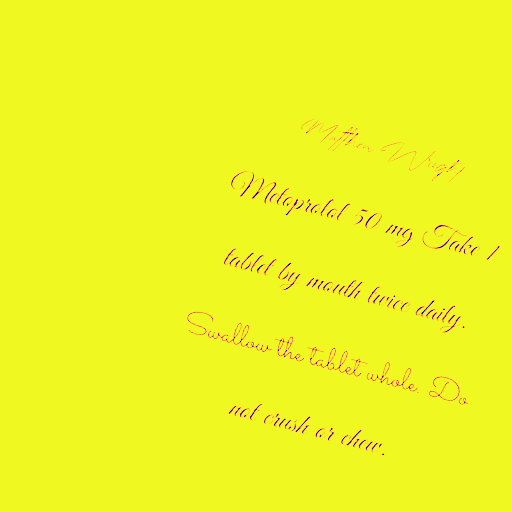 Matthew Wright
Metoprolol 50 mg Take 1
tablet by mouth twice daily.
Swallow the tablet whole. Do
not crush or chew.